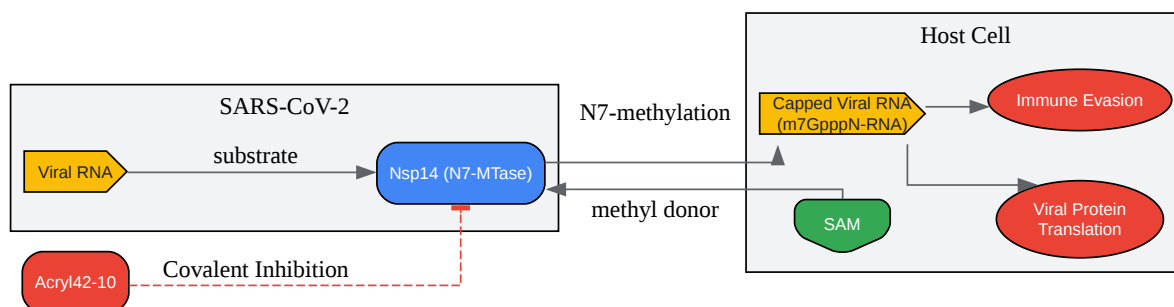 Host Cell
SARS-CoV-2
N7-methylation
Capped Viral RNA
(m7GpppN-RNA)
Immune Evasion
Viral RNA
substrate
Nsp14 (N7-MTase)
methyl donor
SAM
Viral Protein
Translation
Acryl42-10
Covalent Inhibition